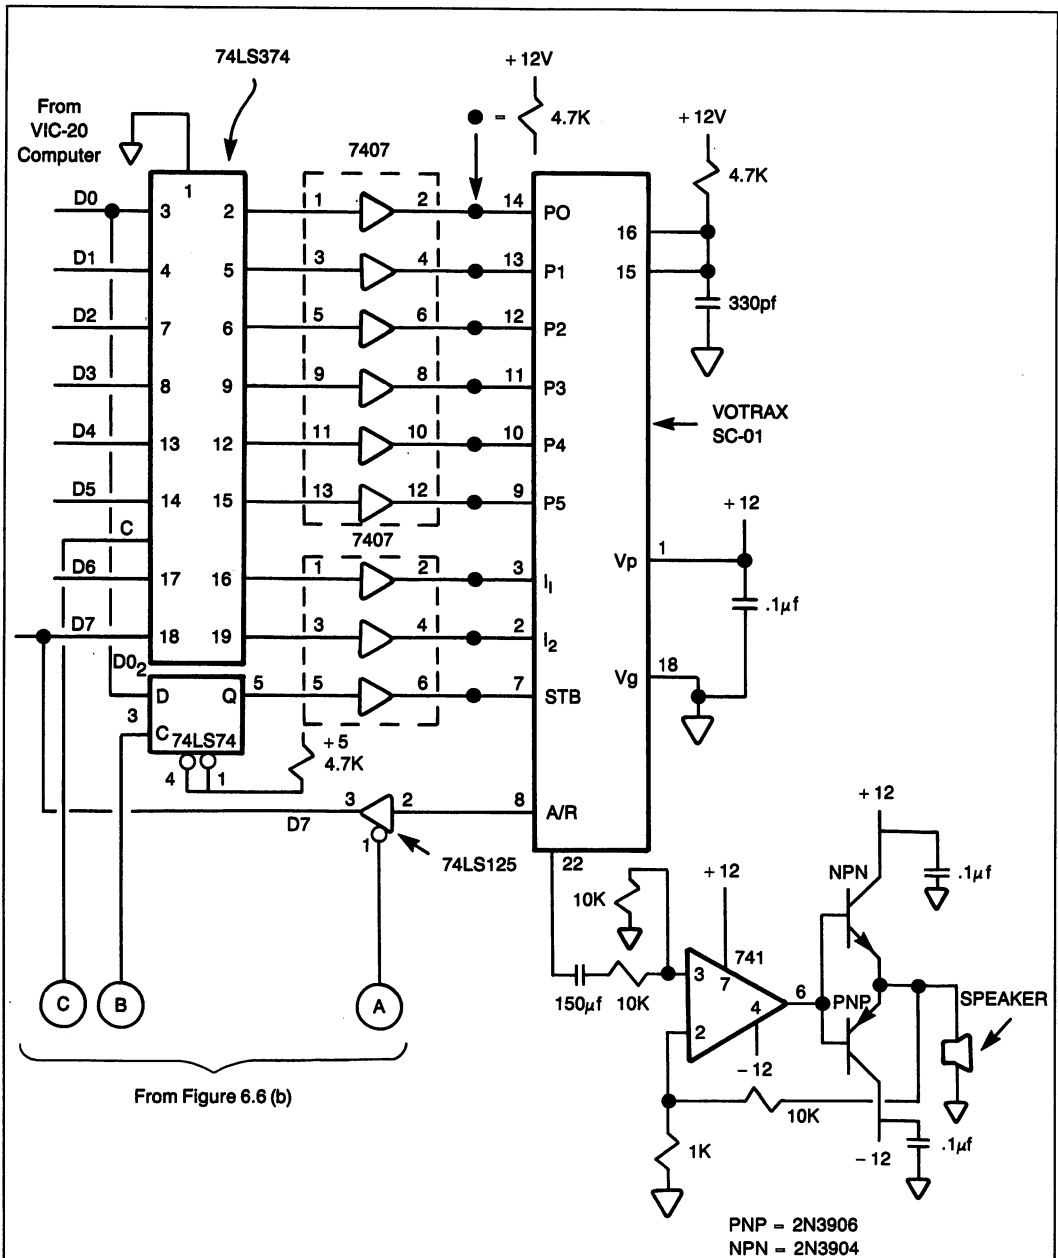 74LS374
From
VIC-20
Computer
+12V
● - 4.7K
+12V
4.7K
7407
1
D0 3 2 1 2 14 PO
16
D1 4 5 3 4 13 P1
15
D2 7 6 5 6 12 P2
330pf
D3 8 9 9 8 11 P3
VOTRAX
SC-01
D4 13 12 11 10 10 P4
D5 14 15 13 12 9 P5
C
7407
+12
Vp 1
D6 17 16 1 2 3 I1
.1µf
D7 18 19 3 4 2 I2
D02
Vg 18
D Q 5 5 6 7 STB
3 C
74LS74
+5
4.7K
4 1
D7 3 2 8 A/R
1
74LS125
22
+12
10K
+12
NPN
.1µf
741
150µf 10K 3 7 6
PNP
SPEAKER
2 4
-12
10K
1K
-12
.1µf
C B A
From Figure 6.6 (b)
PNP = 2N3906
NPN = 2N3904